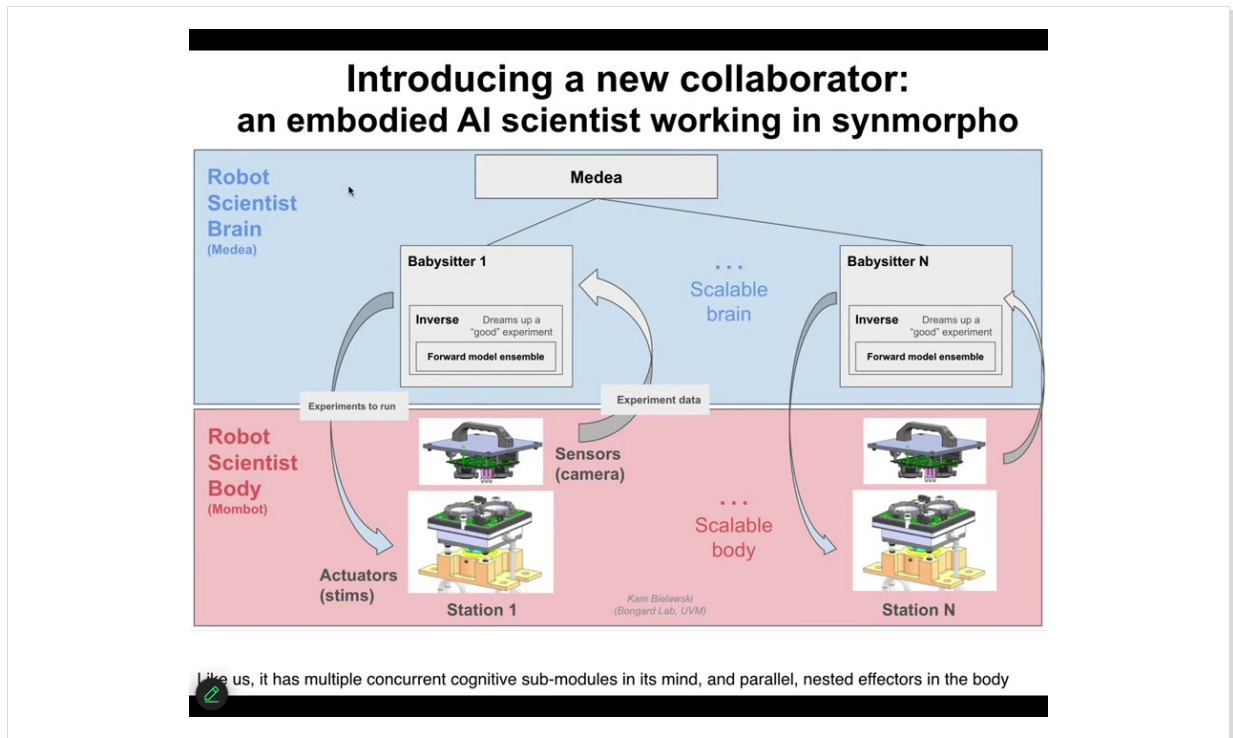 Introducing a new collaborator:
an embodied AI scientist working in synmorpho
Robot
Scientist
Brain
(Medea)
Medea
Babysitter 1
Inverse
Dreams up a
"good" experiment
Forward model ensemble
. . .
Scalable
brain
Babysitter N
Inverse
Dreams up a
"good" experiment
Forward model ensemble
Experiments to run
Experiment data
Robot
Scientist
Body
(Mombot)
Sensors
(camera)
Actuators
(stims)
Station 1
. . .
Scalable
body
Kam Bielawski
(Bongard Lab, UVM)
Station N
Like us, it has multiple concurrent cognitive sub-modules in its mind, and parallel, nested effectors in the body